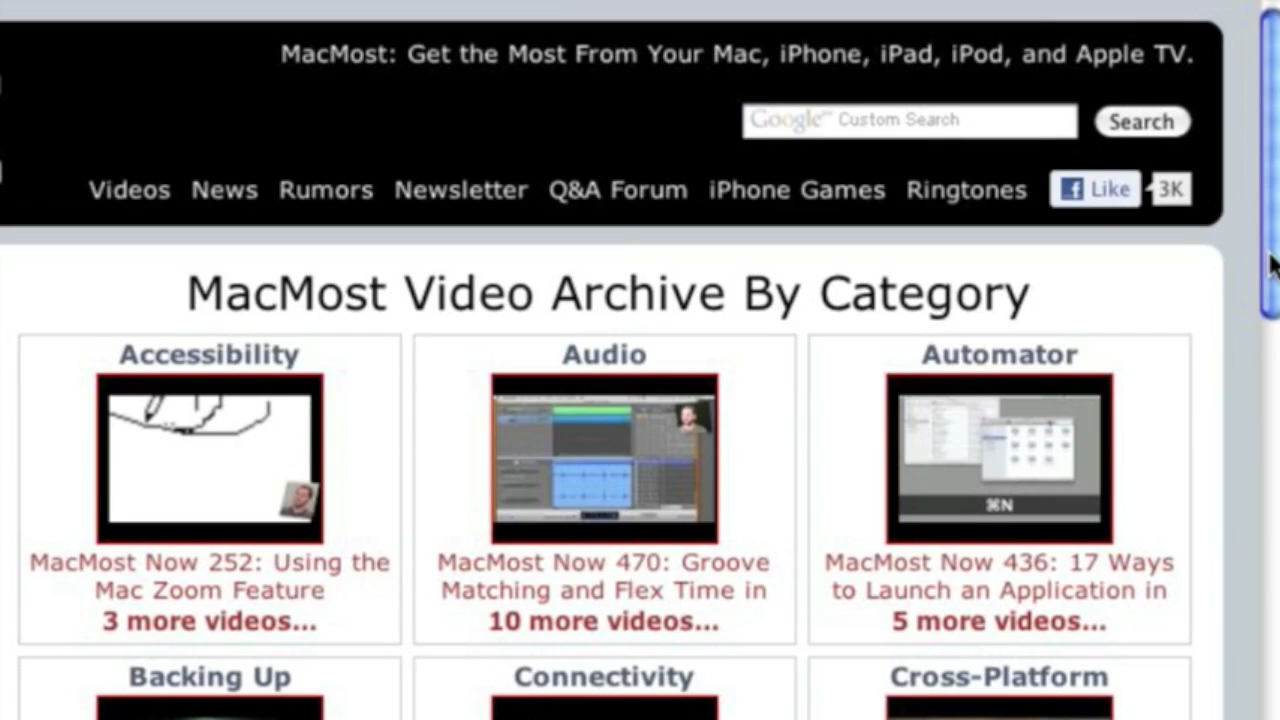 MacMost: Get the Most From Your Mac, iPhone, iPad, iPod, and Apple TV.
Google™ Custom Search
Search
Videos News Rumors Newsletter Q&A Forum iPhone Games Ringtones Like 3K
MacMost Video Archive By Category
Accessibility
MacMost Now 252: Using the
Mac Zoom Feature
3 more videos...
Audio
MacMost Now 470: Groove
Matching and Flex Time in
10 more videos...
Automator
⌘N
MacMost Now 436: 17 Ways
to Launch an Application in
5 more videos...
Backing Up
Connectivity
Cross-Platform